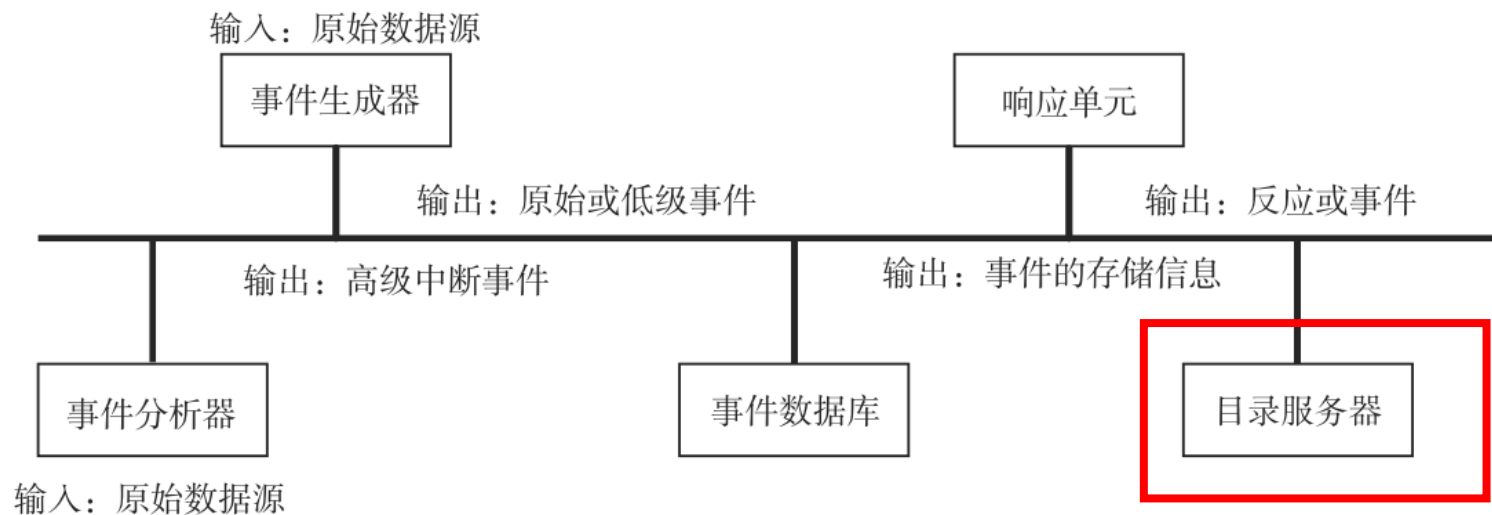 输入：原始数据源
事件生成器
响应单元
输出：原始或低级事件
输出：反应或事件
输出：高级中断事件
输出：事件的存储信息
事件分析器
事件数据库
目录服务器
输入：原始数据源